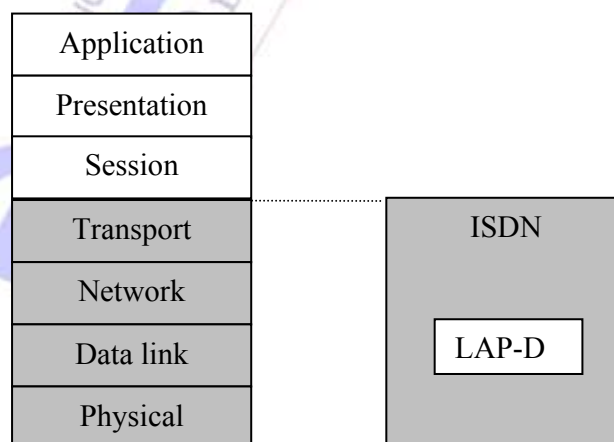 Application
Presentation
Session
Transport
Network
Data link
Physical
ISDN
LAP-D